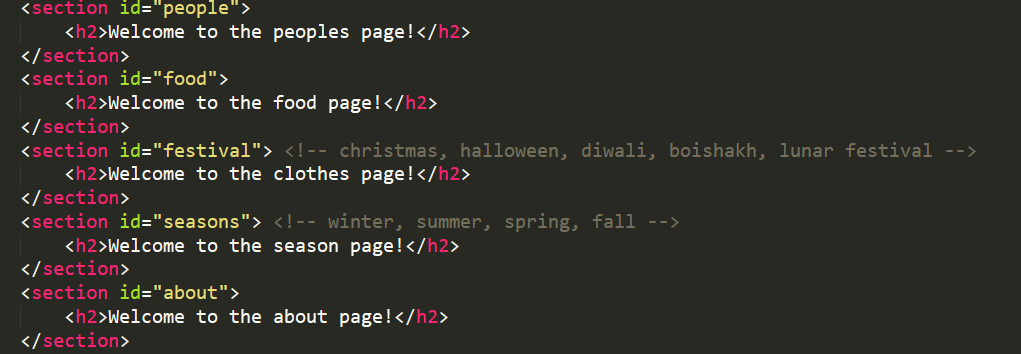 <section id="people">
<h2>Welcome to the peoples page!</h2>
</section>
<section id="food">
<h2>Welcome to the food page!</h2>
</section>
<section id="festival"> <!-- christmas, halloween, diwali, boishakh, lunar festival -->
<h2>Welcome to the clothes page!</h2>
</section>
<section id="seasons"> <!-- winter, summer, spring, fall -->
<h2>Welcome to the season page!</h2>
</section>
<section id="about">
<h2>Welcome to the about page!</h2>
</section>